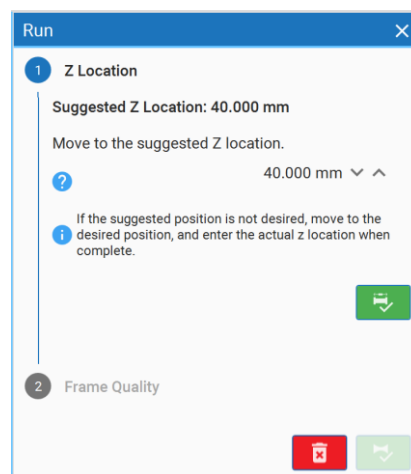 Run
1 Z Location
Suggested Z Location: 40.000 mm
Move to the suggested Z location.
? 40.000 mm
i If the suggested position is not desired, move to the
desired position, and enter the actual z location when
complete.
2 Frame Quality